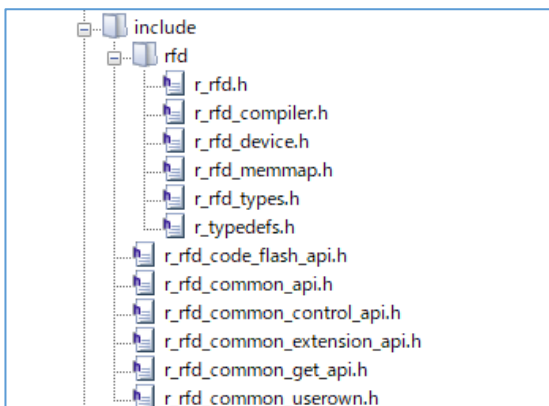 include
rfd
r_rfd.h
r_rfd_compiler.h
r_rfd_device.h
r_rfd_memmap.h
r_rfd_types.h
r_typedefs.h
r_rfd_code_flash_api.h
r_rfd_common_api.h
r_rfd_common_control_api.h
r_rfd_common_extension_api.h
r_rfd_common_get_api.h
r_rfd_common_userown.h